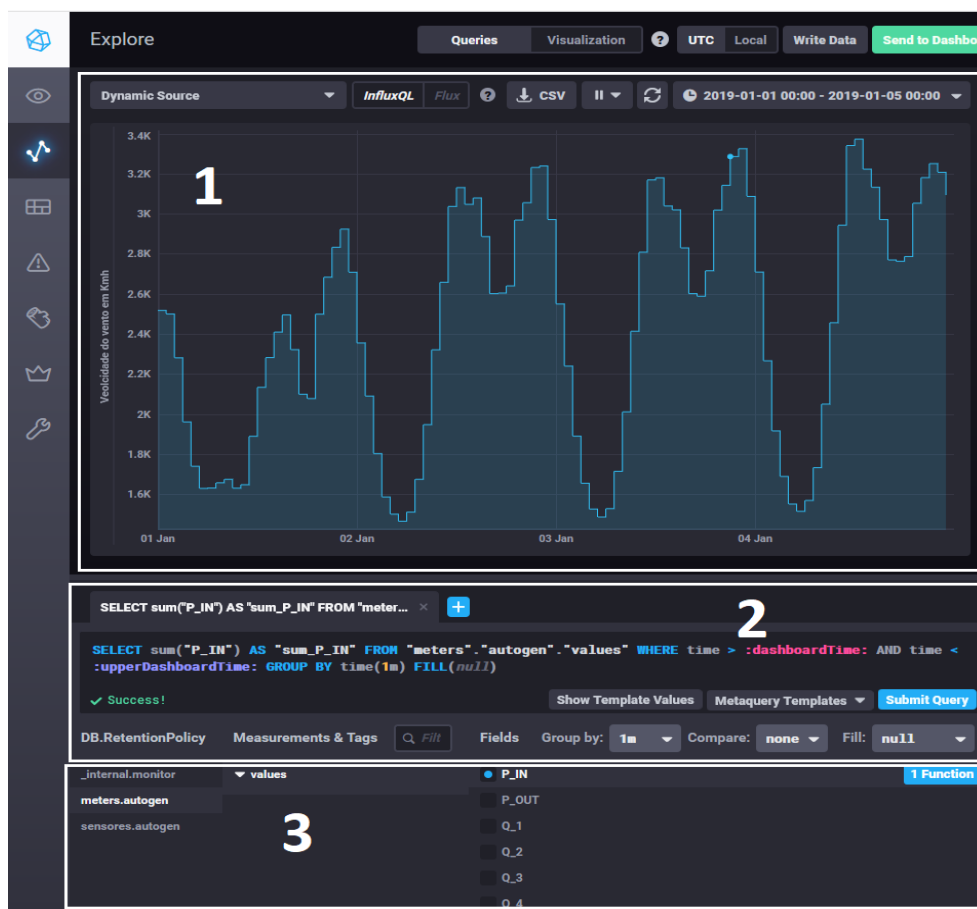 Explore
Queries Visualization ? UTC Local Write Data Send to Dashbo
Dynamic Source InfluxQL Flux ? CSV 2019-01-01 00:00 - 2019-01-05 00:00
3.4K
3.2K
3K
2.8K
2.6K
2.4K
2.2K
2K
1.8K
1.6K
Veolcidade do vento em Kmh
1
01 Jan 02 Jan 03 Jan 04 Jan
SELECT sum("P_IN") AS "sum_P_IN" FROM "meter... × +
2
SELECT sum("P_IN") AS "sum_P_IN" FROM "meters"."autogen"."values" WHERE time > :dashboardTime: AND time <
:upperDashboardTime: GROUP BY time(1m) FILL(null)
Success! Show Template Values Metaquery Templates Submit Query
DB.RetentionPolicy Measurements & Tags Filt Fields Group by: 1m Compare: none Fill: null
_internal.monitor values P_IN 1 Function
meters.autogen P_OUT
sensores.autogen Q_1
3
Q_2
Q_3
Q_4